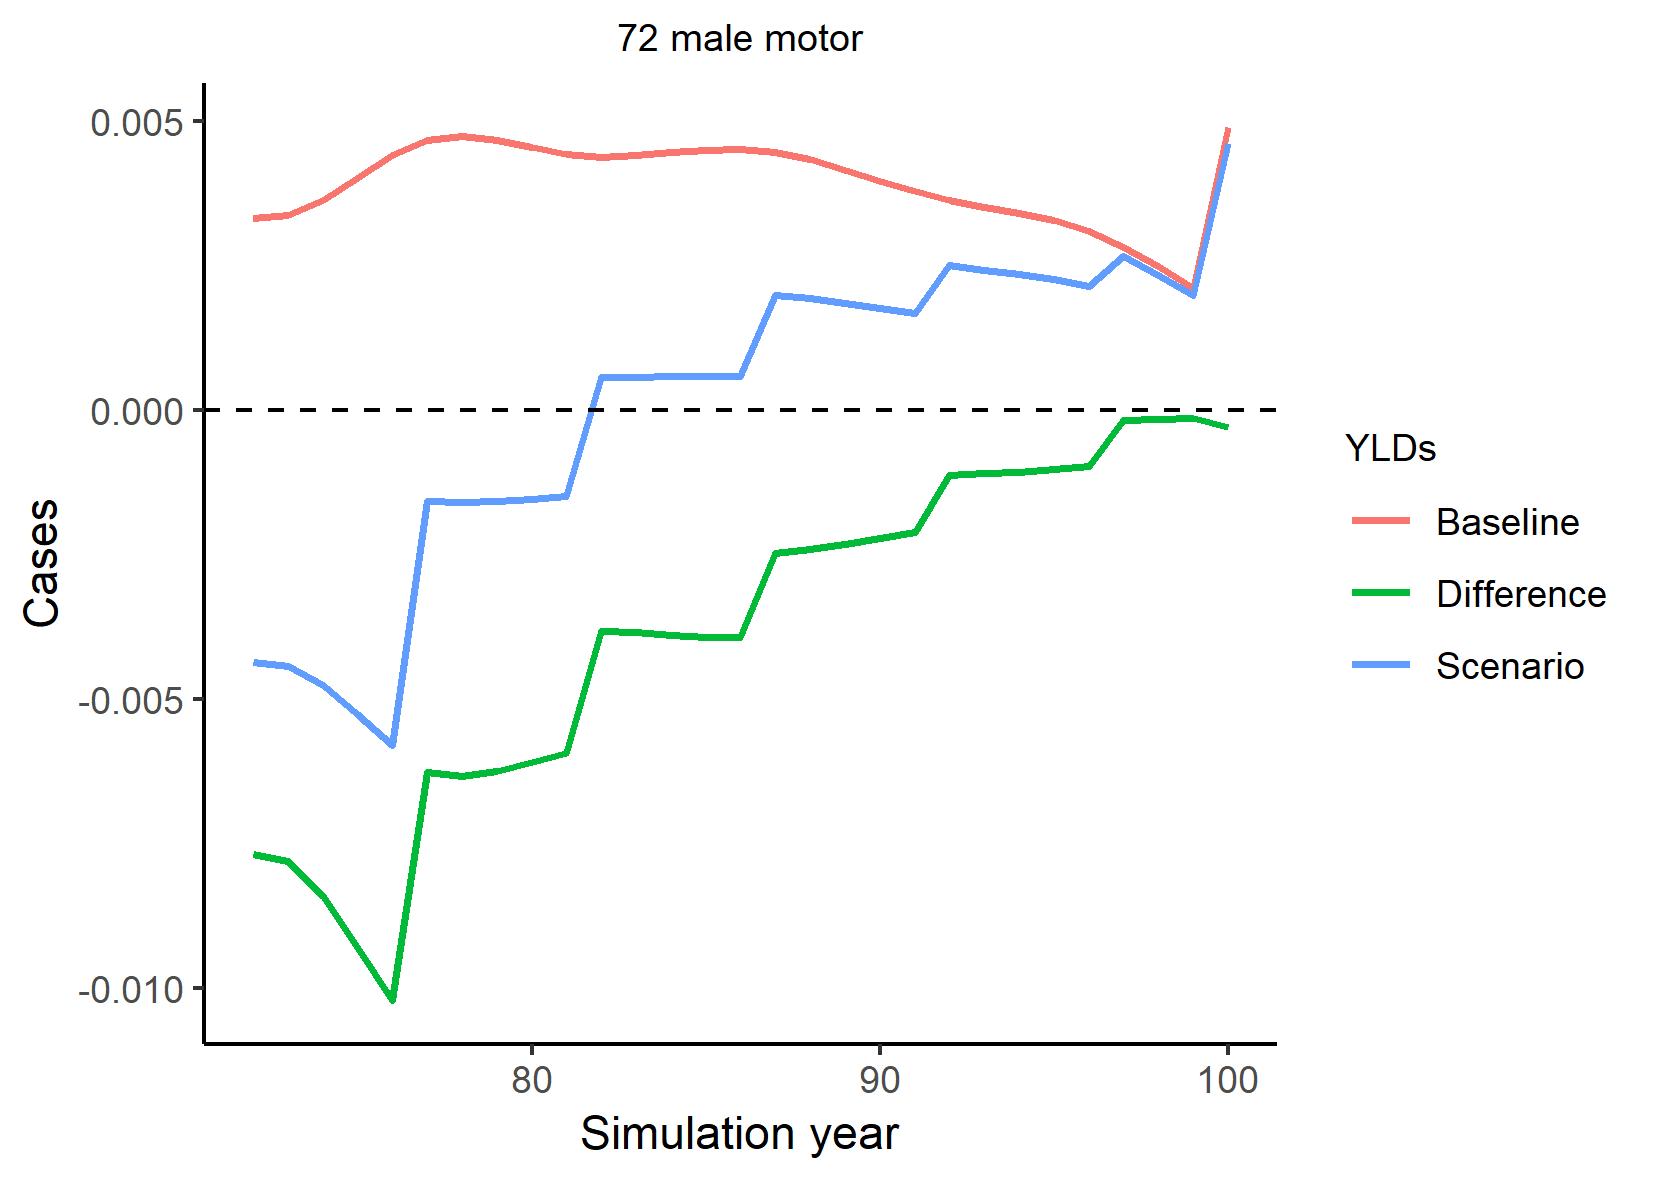 72 male motor
0.005
0.000
-0.005
-0.010
Cases
80 90 100
Simulation year
YLDs
Baseline
Difference
Scenario